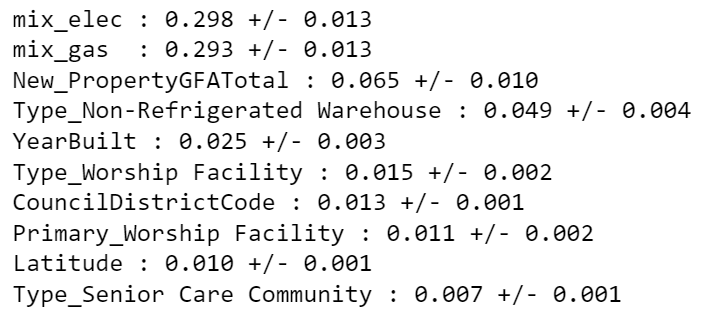 mix_elec : 0.298 +/- 0.013
mix_gas : 0.293 +/- 0.013
New_PropertyGFATotal : 0.065 +/- 0.010
Type_Non-Refrigerated Warehouse : 0.049 +/- 0.004
YearBuilt : 0.025 +/- 0.003
Type_Worship Facility : 0.015 +/- 0.002
CouncilDistrictCode : 0.013 +/- 0.001
Primary_Worship Facility : 0.011 +/- 0.002
Latitude : 0.010 +/- 0.001
Type_Senior Care Community : 0.007 +/- 0.001